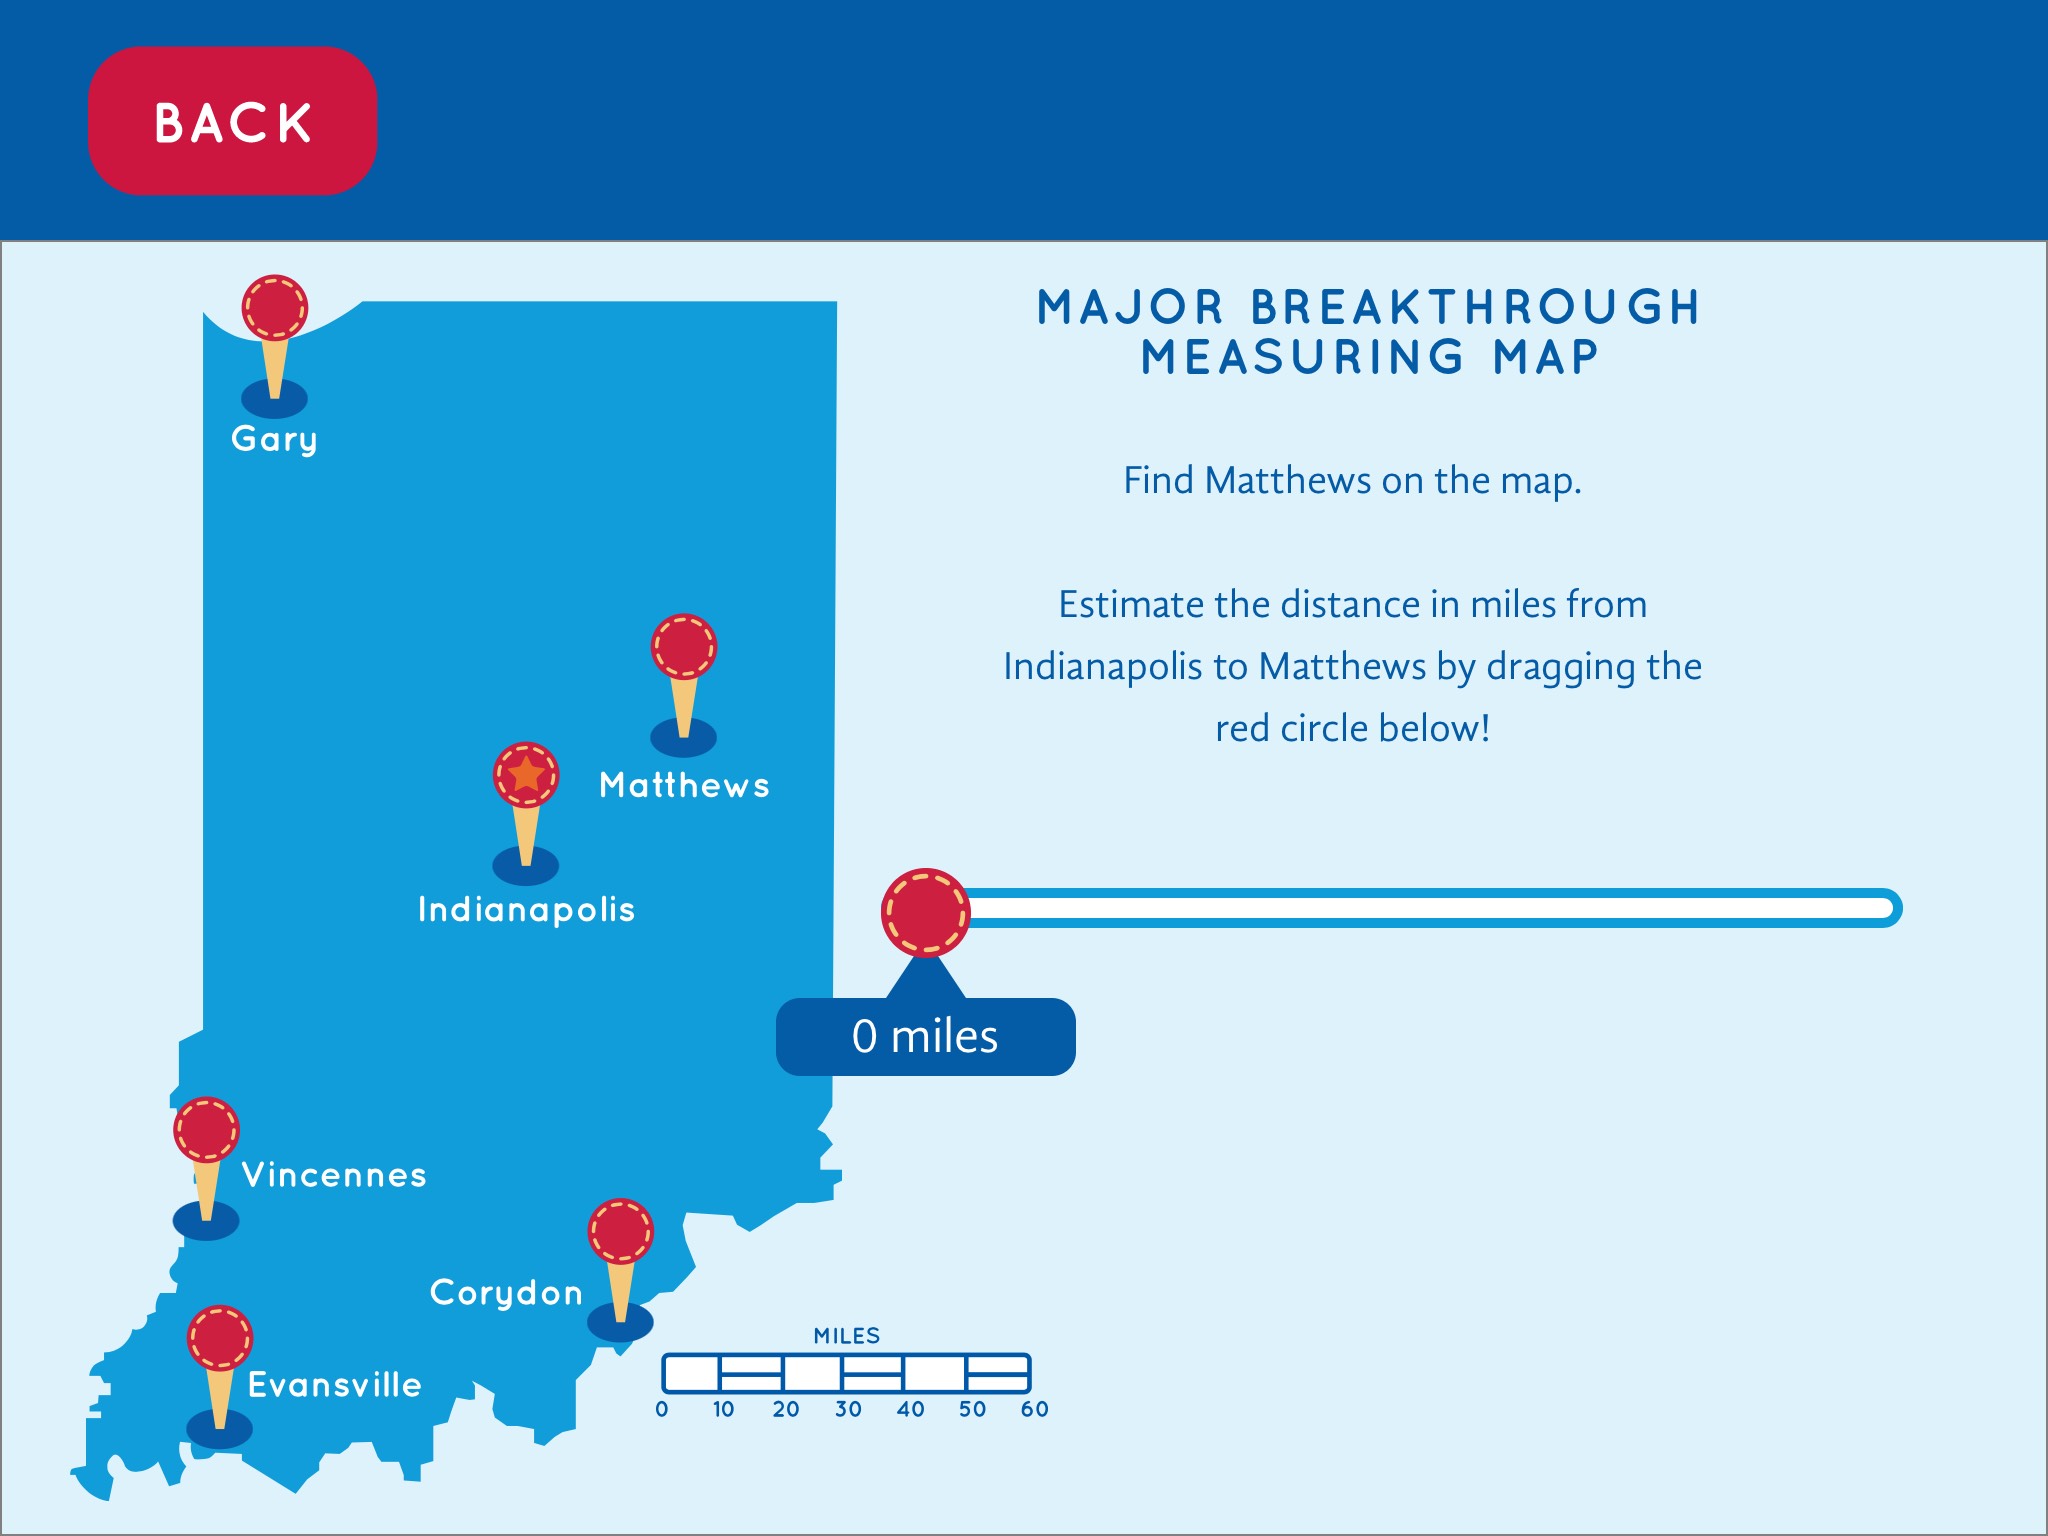 BACK
MAJOR BREAKTHROUGH
MEASURING MAP
Find Matthews on the map.
Estimate the distance in miles from
Indianapolis to Matthews by dragging the
red circle below!
0 miles
Gary
Matthews
Indianapolis
Vincennes
Corydon
Evansville
MILES
0 10 20 30 40 50 60